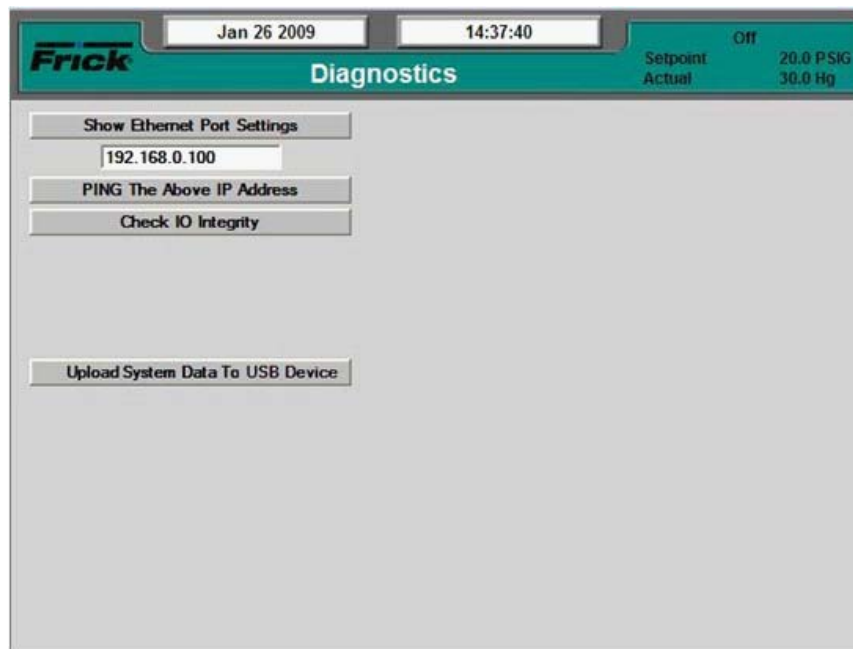 Frick
Jan 26 2009
14:37:40
Diagnostics
Off
Setpoint 20.0 PSIG
Actual 30.0 Hg
Show Ethernet Port Settings
192.168.0.100
PING The Above IP Address
Check IO Integrity
Upload System Data To USB Device